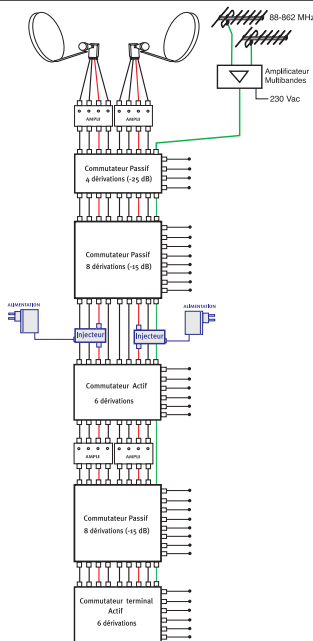 88-862 MHz
Amplificateur
Multibandes
230 Vac
AMPLI
AMPLI
Commutateur Passif
4 dérivations (-25 dB)
Commutateur Passif
8 dérivations (-15 dB)
ALIMENTATION
ALIMENTATION
Injecteur
Injecteur
Commutateur Actif
6 dérivations
AMPLI
AMPLI
Commutateur Passif
8 dérivations (-15 dB)
Commutateur terminal
Actif
6 dérivations